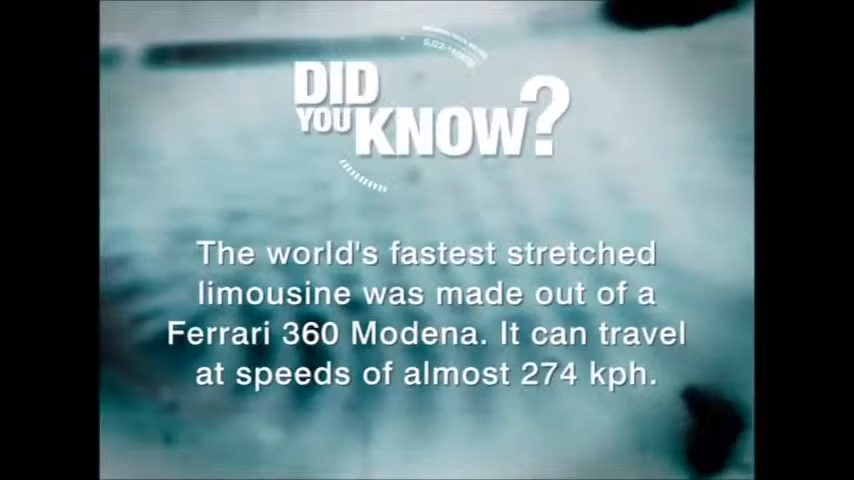 DID
YOU KNOW?
The world's fastest stretched
limousine was made out of a
Ferrari 360 Modena. It can travel
at speeds of almost 274 kph.